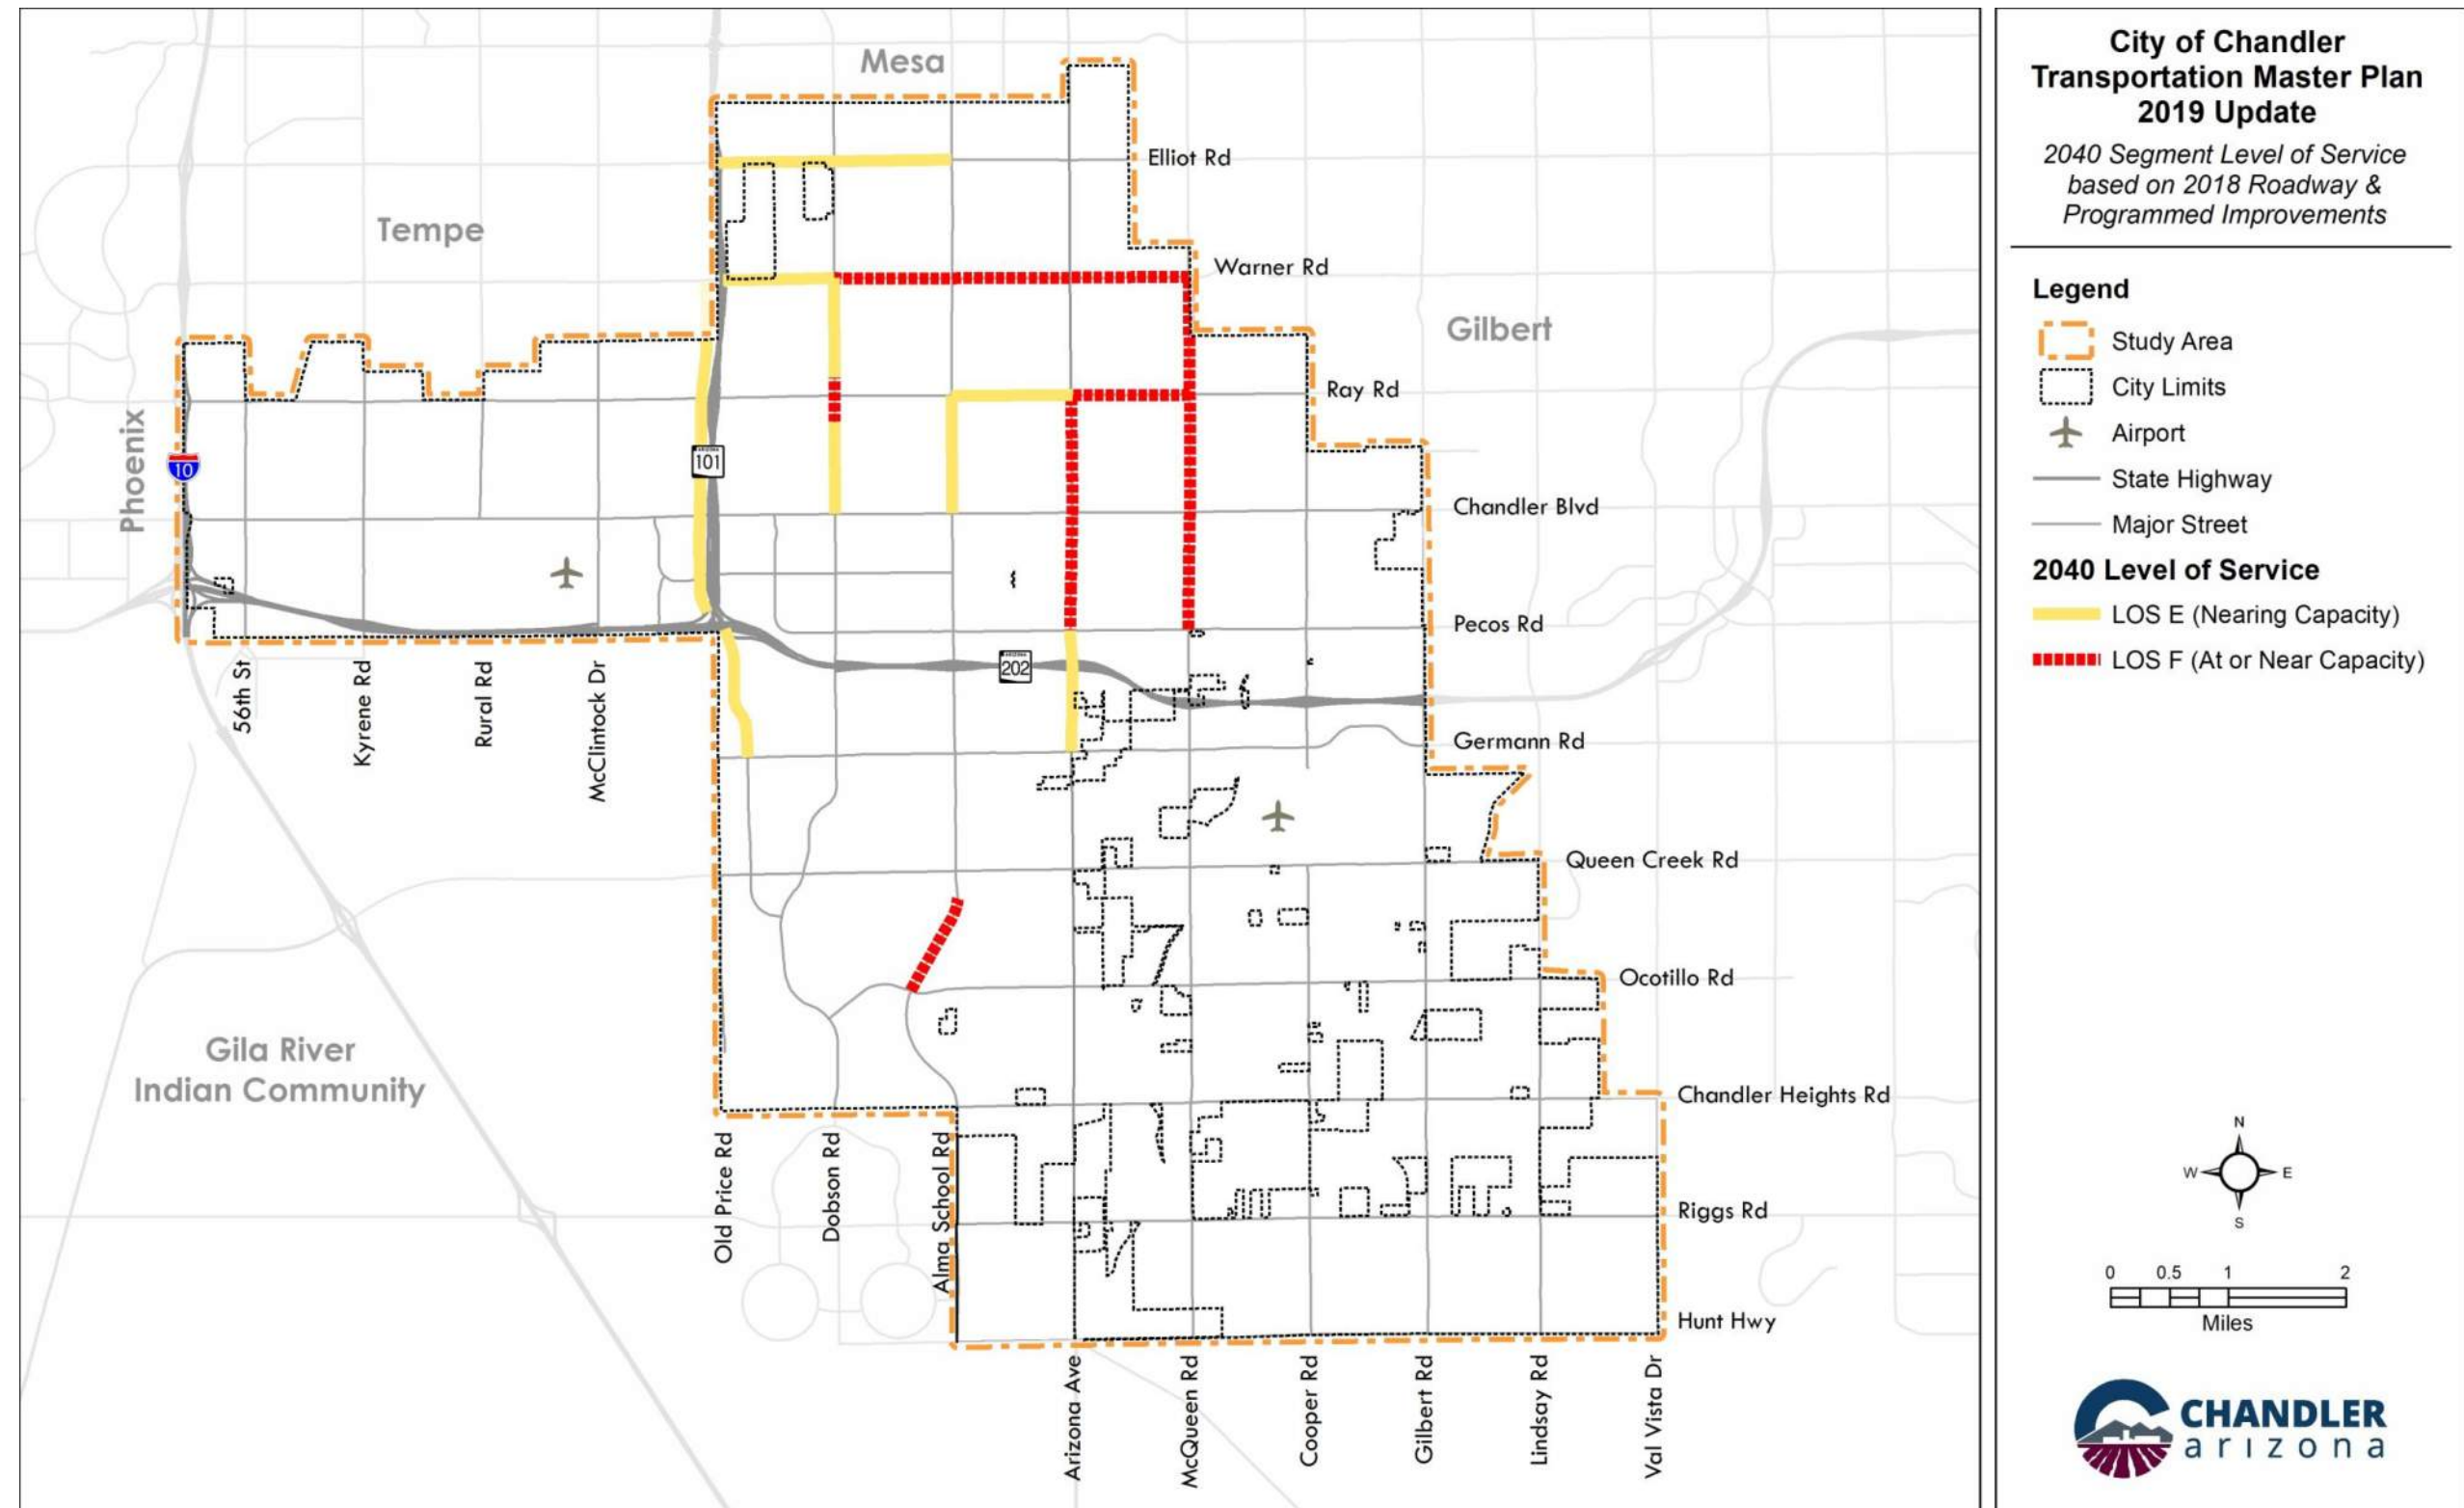 Mesa
Tempe
Phoenix
Gilbert
Gila River
Indian Community
Elliot Rd
Warner Rd
Ray Rd
Chandler Blvd
Pecos Rd
Germann Rd
Queen Creek Rd
Ocotillo Rd
Chandler Heights Rd
Riggs Rd
Hunt Hwy
10
ARIZONA
101
ARIZONA
202
56th St
Kyrene Rd
Rural Rd
McClintock Dr
Old Price Rd
Dobson Rd
Alma School Rd
Arizona Ave
McQueen Rd
Cooper Rd
Gilbert Rd
Lindsay Rd
Val Vista Dr
City of Chandler
Transportation Master Plan
2019 Update
2040 Segment Level of Service
based on 2018 Roadway &
Programmed Improvements
Legend
Study Area
City Limits
Airport
State Highway
Major Street
2040 Level of Service
LOS E (Nearing Capacity)
LOS F (At or Near Capacity)
N
W E
S
0 0.5 1 2
Miles
CHANDLER
arizona